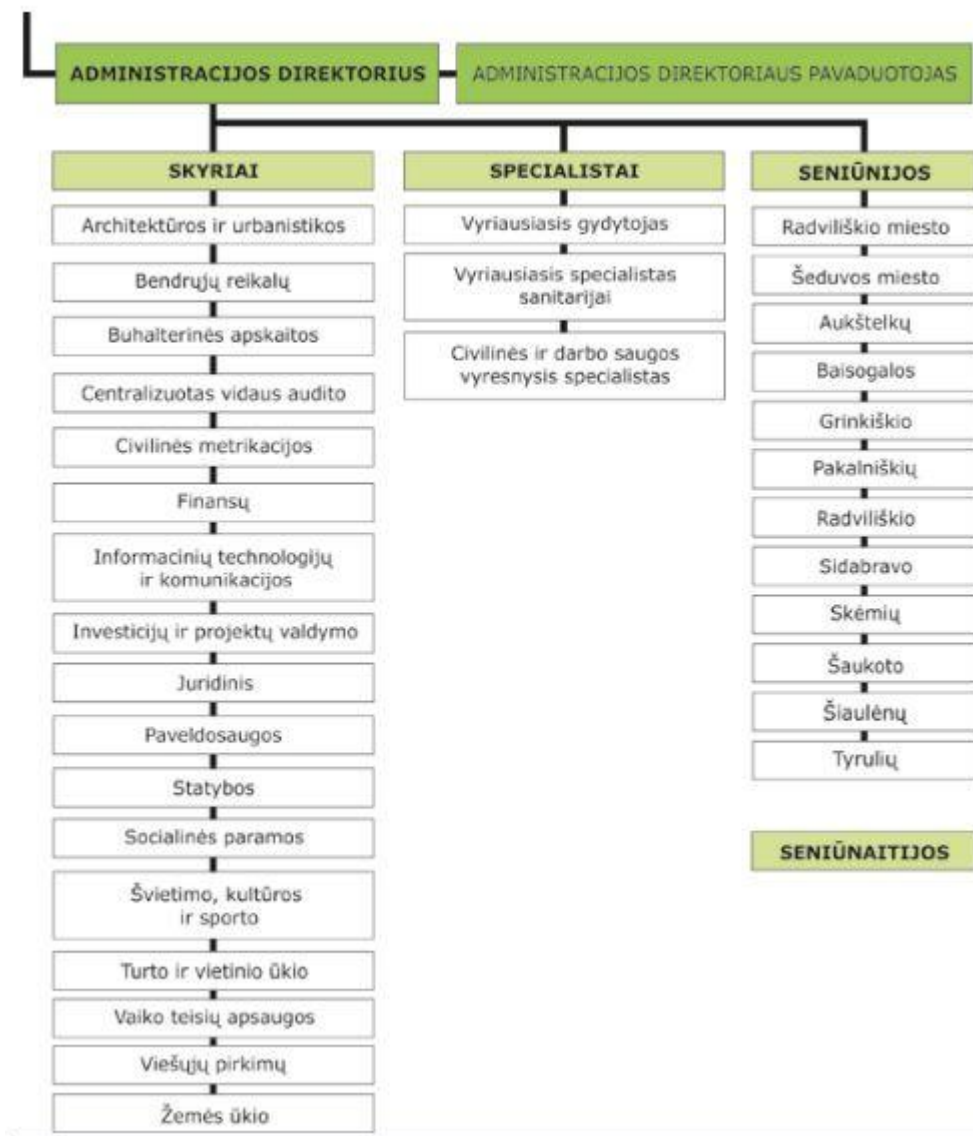 ADMINISTRACIJOS DIREKTORIUS
ADMINISTRACIJOS DIREKTORIAUS PAVADUOTOJAS
SKYRIAI
Architektūros ir urbanistikos
Bendrųjų reikalų
Buhalterinės apskaitos
Centralizuotas vidaus audito
Civilinės metrikacijos
Finansų
Informacinių technologijų
ir komunikacijos
Investicijų ir projektų valdymo
Juridinis
Paveldosaugos
Statybos
Socialinės paramos
Švietimo, kultūros
ir sporto
Turto ir vietinio ūkio
Vaiko teisių apsaugos
Viešųjų pirkimų
Žemės ūkio
SPECIALISTAI
Vyriausiasis gydytojas
Vyriausiasis specialistas
sanitarijai
Civilinės ir darbo saugos
vyresnysis specialistas
SENIŪNIJOS
Radviliškio miesto
Šeduvos miesto
Aukštelkų
Baisogalos
Grinkiškio
Pakalniškių
Radviliškio
Sidabravo
Skėmių
Šaukoto
Šiaulėnų
Tyrulių
SENIŪNAITIJOS